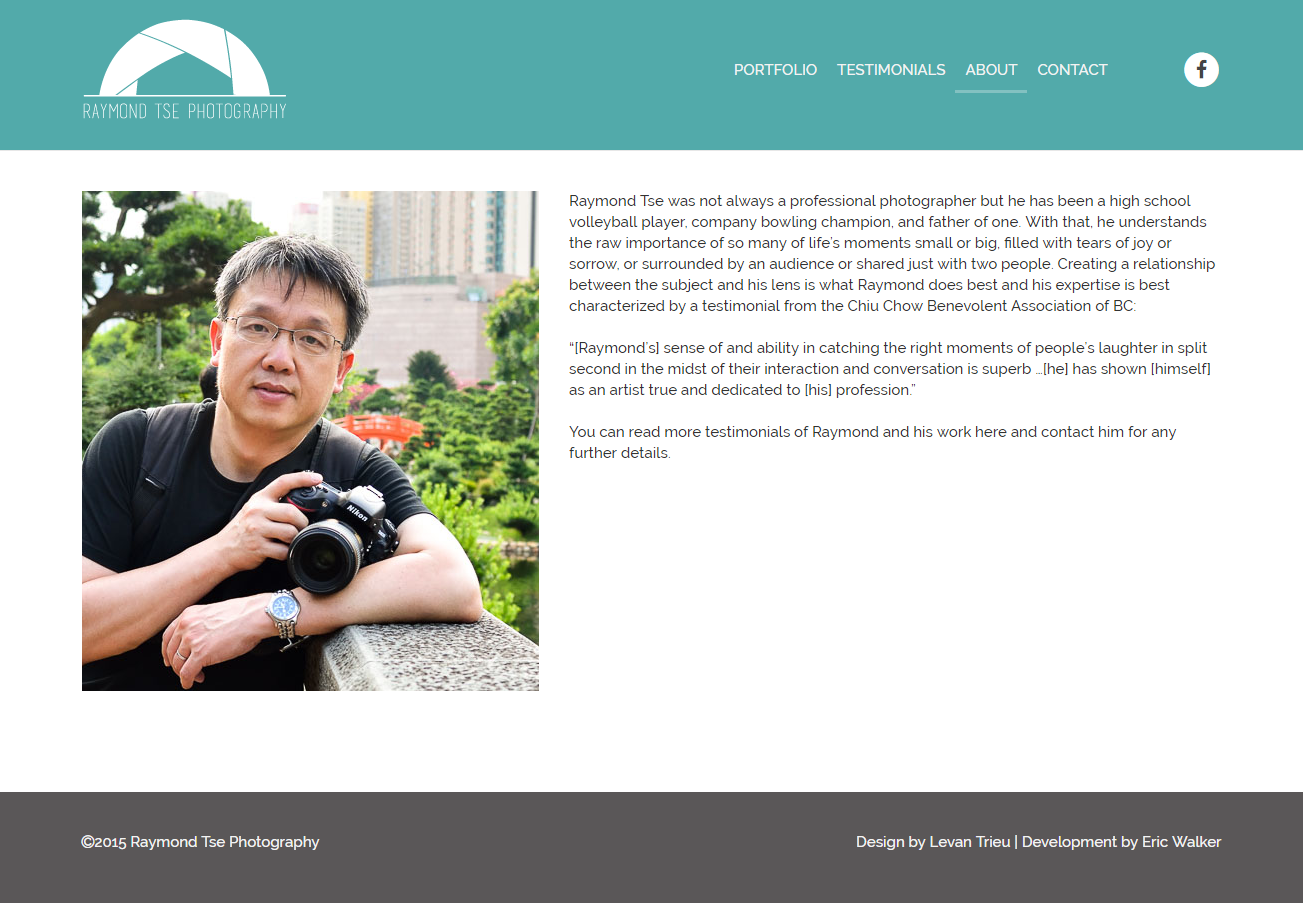 RAYMOND TSE PHOTOGRAPHY
PORTFOLIO TESTIMONIALS ABOUT CONTACT
Raymond Tse was not always a professional photographer but he has been a high school
volleyball player, company bowling champion, and father of one. With that, he understands
the raw importance of so many of life's moments small or big, filled with tears of joy or
sorrow, or surrounded by an audience or shared just with two people. Creating a relationship
between the subject and his lens is what Raymond does best and his expertise is best
characterized by a testimonial from the Chiu Chow Benevolent Association of BC:
“[Raymond's] sense of and ability in catching the right moments of people's laughter in split
second in the midst of their interaction and conversation is superb …[he] has shown [himself]
as an artist true and dedicated to [his] profession.”
You can read more testimonials of Raymond and his work here and contact him for any
further details.
Nikon
©2015 Raymond Tse Photography
Design by Levan Trieu | Development by Eric Walker